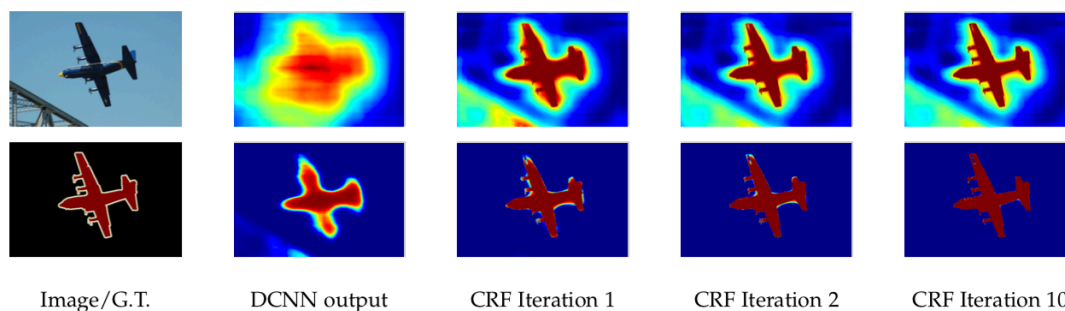 Image/G.T.
DCNN output
CRF Iteration 1
CRF Iteration 2
CRF Iteration 10